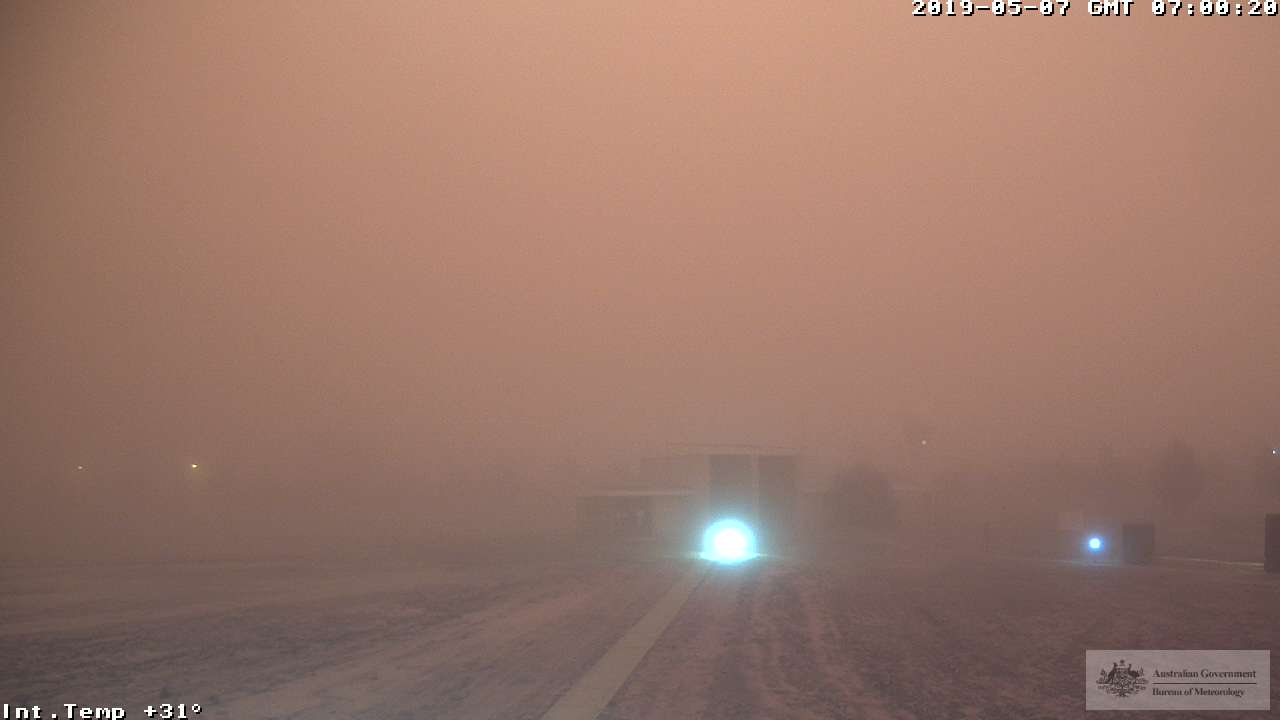 2019-05-07 GMT 07:00:20
Australian Government
Bureau of Meteorology
Int.Temp +31°